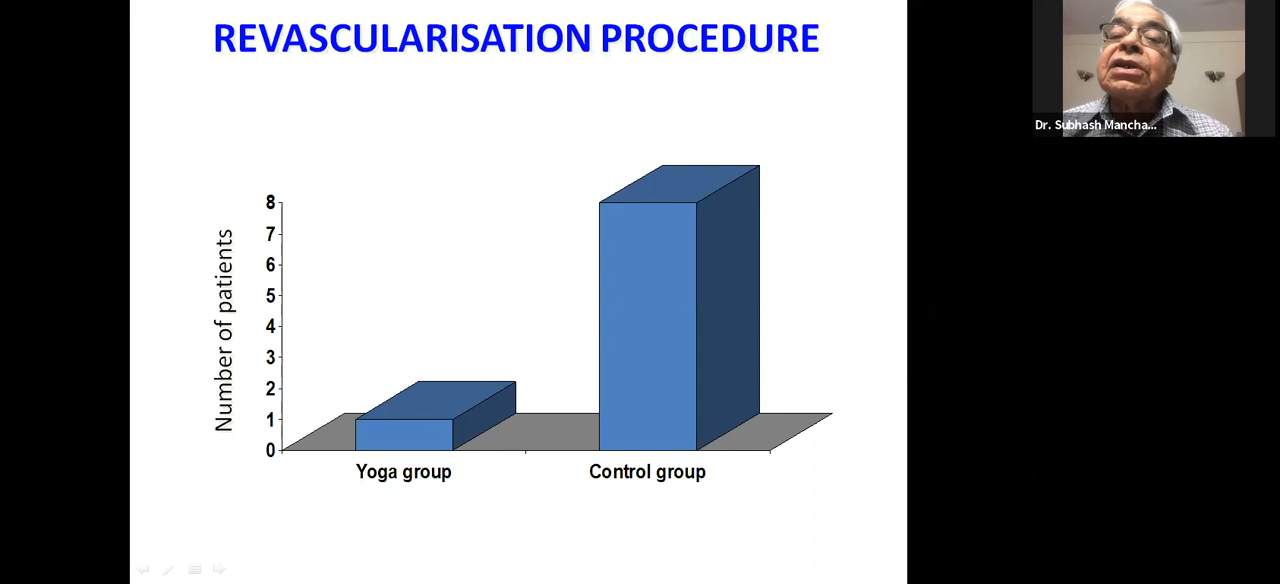 REVASCULARISATION PROCEDURE
Dr. Subhash Mancha...
Number of patients
8
7
6
5
4
3
2
1
0
Yoga group
Control group